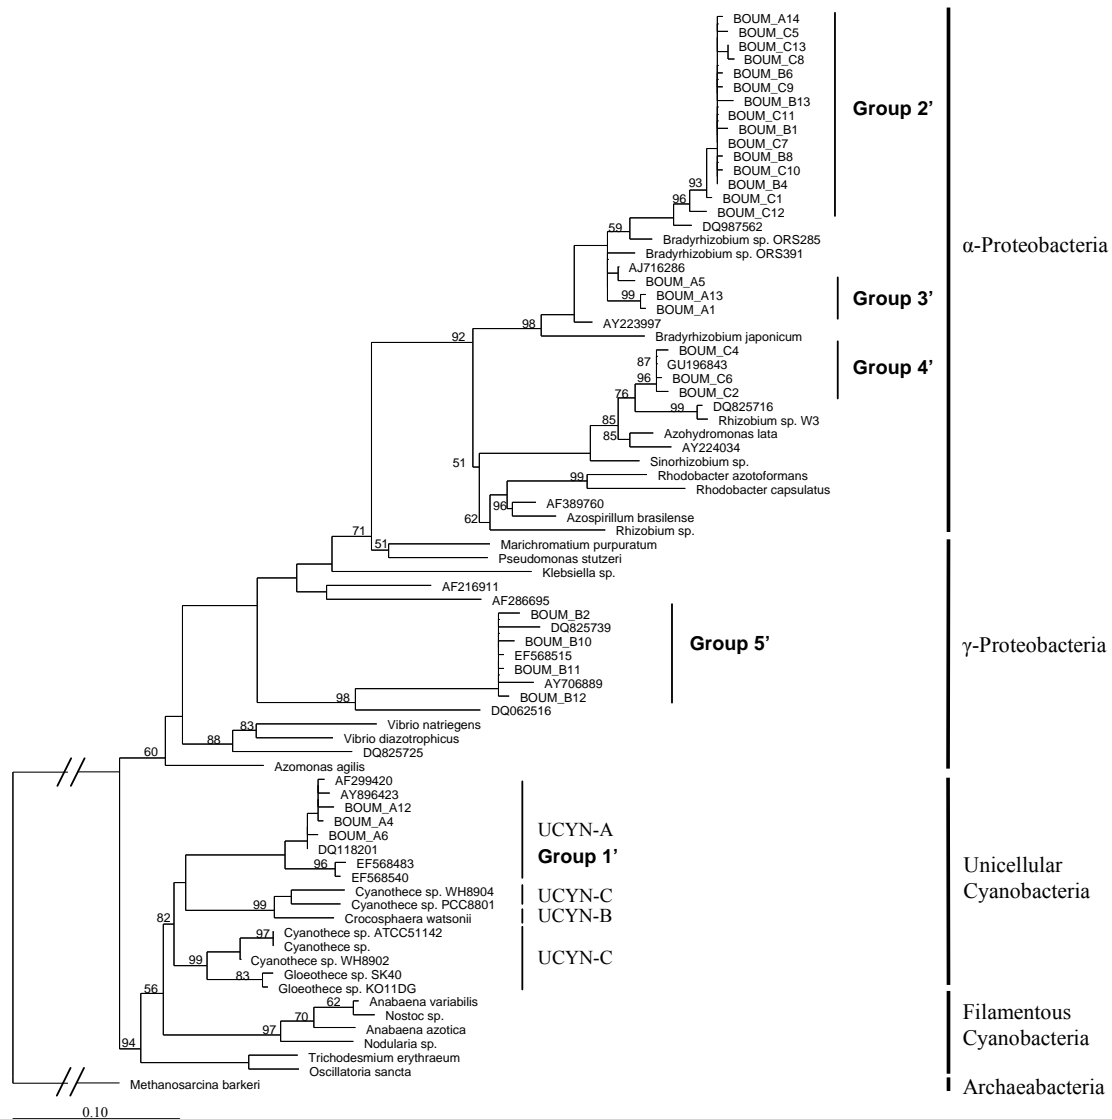 BOUM_A14
BOUM_C5
BOUM_C13
BOUM_C8
BOUM_B6
BOUM_C9
BOUM_B13
BOUM_C11
BOUM_B1
BOUM_C7
BOUM_B8
BOUM_C10
BOUM_B4
93
BOUM_C1
96
BOUM_C12
Group 2’
DQ987562
59
Bradyrhizobium sp. ORS285
Bradyrhizobium sp. ORS391
α-Proteobacteria
AJ716286
BOUM_A5
99
BOUM_A13
BOUM_A1
Group 3’
AY223997
98
Bradyrhizobium japonicum
92
BOUM_C4
87
GU196843
96
BOUM_C6
BOUM_C2
Group 4’
76
DQ825716
99
Rhizobium sp. W3
85
Azohydromonas lata
85
AY224034
Sinorhizobium sp.
51
Rhodobacter azotoformans
99
Rhodobacter capsulatus
AF389760
96
Azospirillum brasilense
62
Rhizobium sp.
71
Marichromatium purpuratum
51
Pseudomonas stutzeri
Klebsiella sp.
AF216911
AF286695
BOUM_B2
DQ825739
BOUM_B10
EF568515
BOUM_B11
AY706889
BOUM_B12
Group 5’
γ-Proteobacteria
98
DQ062516
Vibrio natriegens
83
Vibrio diazotrophicus
88
DQ825725
60
Azomonas agilis
AF299420
AY896423
BOUM_A12
BOUM_A4
BOUM_A6
DQ118201
96
EF568483
EF568540
UCYN-A
Group 1’
Cyanothece sp. WH8904
Cyanothece sp. PCC8801
99
UCYN-C
Crocosphaera watsonii
UCYN-B
82
Cyanothece sp. ATCC51142
97
Cyanothece sp.
Cyanothece sp. WH8902
99
Gloeothece sp. SK40
83
Gloeothece sp. KO11DG
UCYN-C
Unicellular
Cyanobacteria
56
Anabaena variabilis
62
Nostoc sp.
70
Anabaena azotica
97
Nodularia sp.
94
Trichodesmium erythraeum
Oscillatoria sancta
Filamentous
Cyanobacteria
Methanosarcina barkeri
Archaeabacteria
0.10